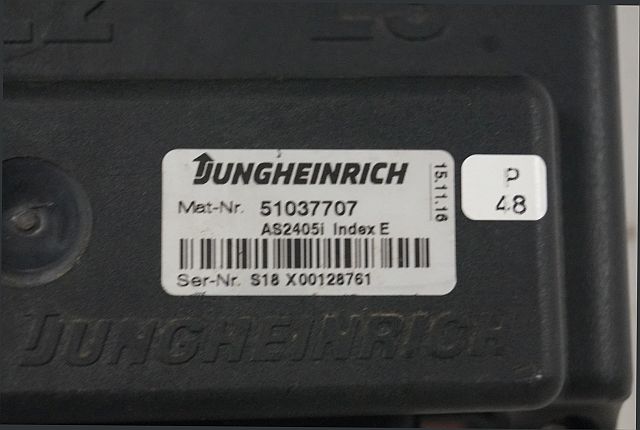 JUNGHEINRICH
Mat-Nr. 51037707
AS2405i Index E
Ser-Nr. S18 X00128761
15.11.16
P
48
JUNGHEINRICH